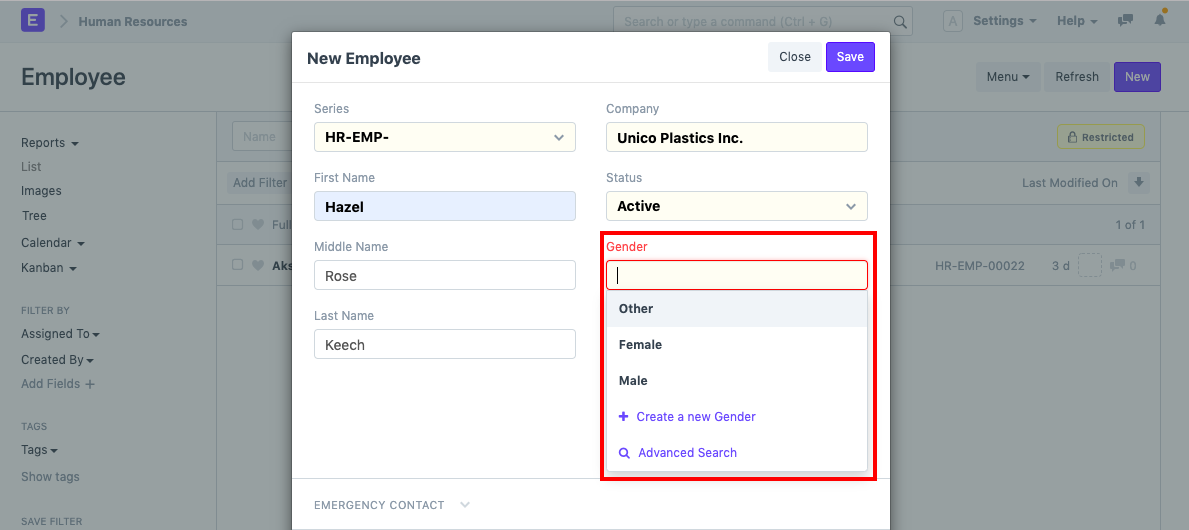 E
Human Resources
Search or type a command (Ctrl + G)
A
Settings
Help
Employee
Menu
Refresh
New
New Employee
Close
Save
Series
HR-EMP-
Company
Unico Plastics Inc.
First Name
Hazel
Status
Active
Middle Name
Rose
Gender
Last Name
Keech
Other
Female
Male
Create a new Gender
Advanced Search
EMERGENCY CONTACT
Reports
List
Images
Tree
Calendar
Kanban
FILTER BY
Assigned To
Created By
Add Fields
TAGS
Tags
Show tags
SAVE FILTER
Name
Restricted
Add Filter
Last Modified On
Full
1 of 1
Aks
HR-EMP-00022
3 d
0